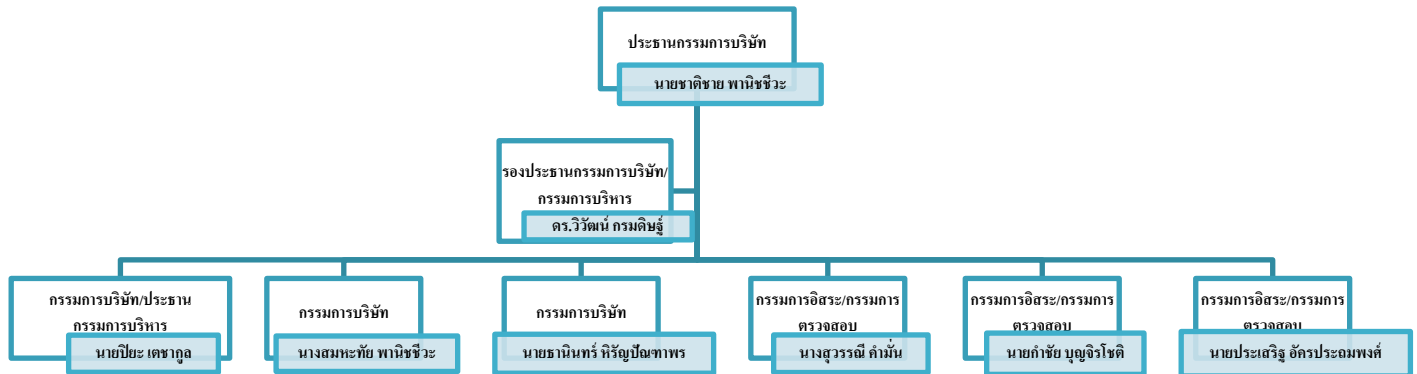 ประธานกรรมการบริษัท
นายชาติชาย พานิชชีวะ
รองประธานกรรมการบริษัท/
กรรมการบริหาร
ดร.วิวัฒน์ กรมดิษฐ์
กรรมการบริษัท/ประธาน
กรรมการบริหาร
นายปิยะ เตชากูล
กรรมการบริษัท
นางสมหะทัย พานิชชีวะ
กรรมการบริษัท
นายธานินทร์ หิรัญปัณฑาพร
กรรมการอิสระ/กรรมการ
ตรวจสอบ
นางสุวรรณี คำมั่น
กรรมการอิสระ/กรรมการ
ตรวจสอบ
นายกำชัย บุญจิรโชติ
กรรมการอิสระ/กรรมการ
ตรวจสอบ
นายประเสริฐ อัครประถมพงศ์